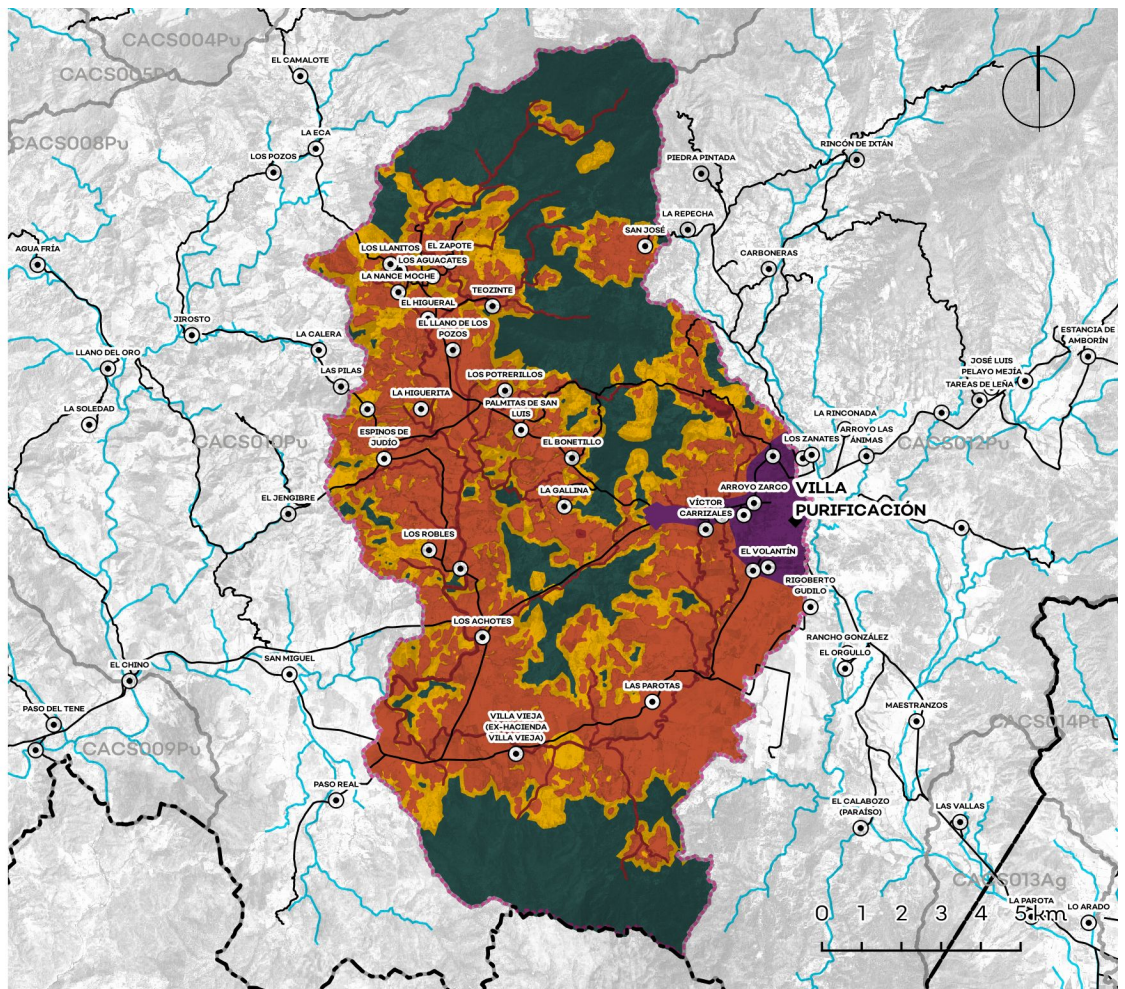 CACS004Pu
EL CAMALOTE
CACS005Pu
LA ECA
CACS008Pu
LOS POZOS
PIEDRA PINTADA
RINCÓN DE IXTÁN
LA REPECHA
SAN JOSÉ
AGUA FRÍA
LOS LLANITOS
EL ZAPOTE
LOS AGUACATES
CARBONERAS
LA NANCE MOCHE
TEOZINTE
EL HIGUERAL
JIROSTO
EL LLANO DE LOS
POZOS
LA CALERA
ESTANCIA DE
AMBORÍN
LLANO DEL ORO
LAS PILAS
LOS POTRERILLOS
JOSÉ LUIS
PELAYO MEJÍA
TAREAS DE LEÑA
LA HIGUERITA
PALMITAS DE SAN
LUIS
LA SOLEDAD
LA RINCONADA
ESPINOS DE
JUDÍO
CACS010Pu
EL BONETILLO
LOS ZANATES
ARROYO LAS
ÁNIMAS
CACS012Pu
EL JENGIBRE
LA GALLINA
ARROYO ZARCO
VILLA
PURIFICACIÓN
VÍCTOR
CARRIZALES
LOS ROBLES
EL VOLANTÍN
RIGOBERTO
GUDILO
LOS ACHOTES
RANCHO GONZÁLEZ
EL ORGULLO
EL CHINO
SAN MIGUEL
LAS PAROTAS
MAESTRANZOS
PASO DEL TENE
VILLA VIEJA
(EX-HACIENDA
VILLA VIEJA)
CACS014Pt
CACS009Pu
PASO REAL
EL CALABOZO
(PARAÍSO)
LAS VALLAS
CACS013Ag
LA PAROTA
LO ARADO
0 1 2 3 4 5 km